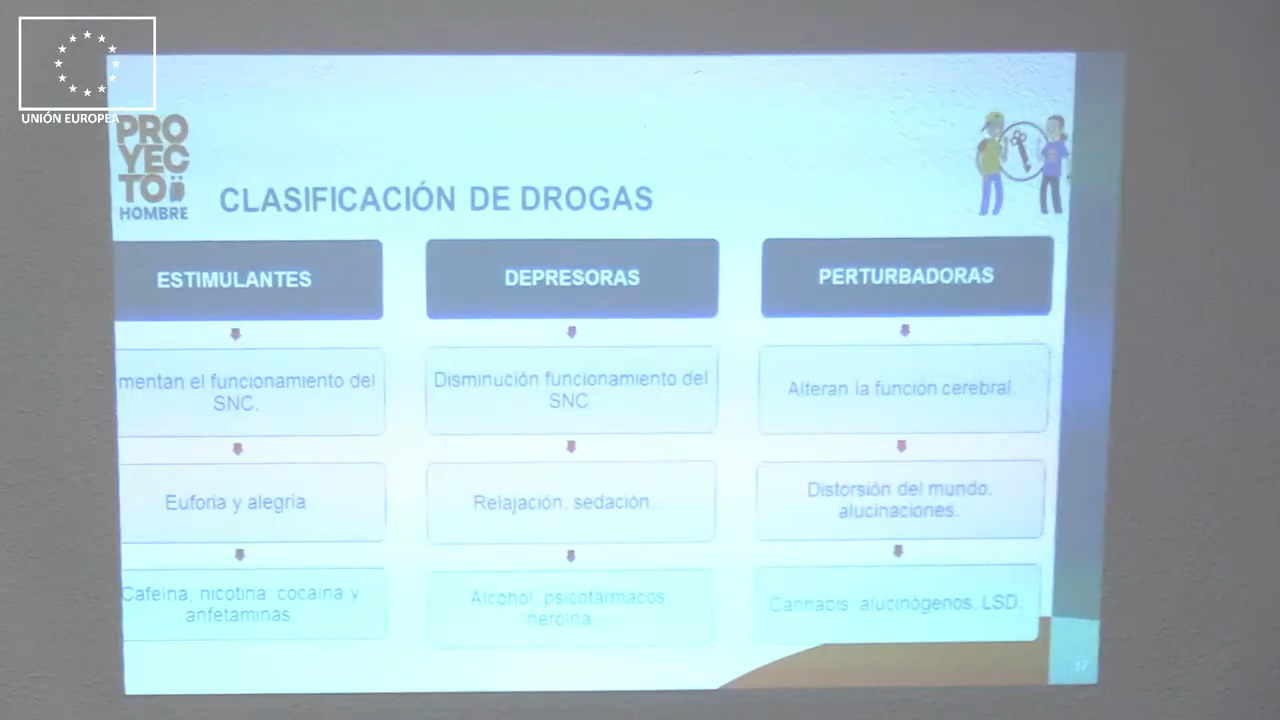 UNIÓN EUROPEA
PRO
YEC
TO
HOMBRE
CLASIFICACIÓN DE DROGAS
ESTIMULANTES
mentan el funcionamiento del
SNC.
Euforia y alegría
Cafeína, nicotina, cocaína y
anfetaminas
DEPRESORAS
Disminución funcionamiento del
SNC
Relajación, sedación...
Alcohol, psicofármacos
heroína
PERTURBADORAS
Alteran la función cerebral.
Distorsión del mundo,
alucinaciones.
Cannabis, alucinógenos, LSD.
17